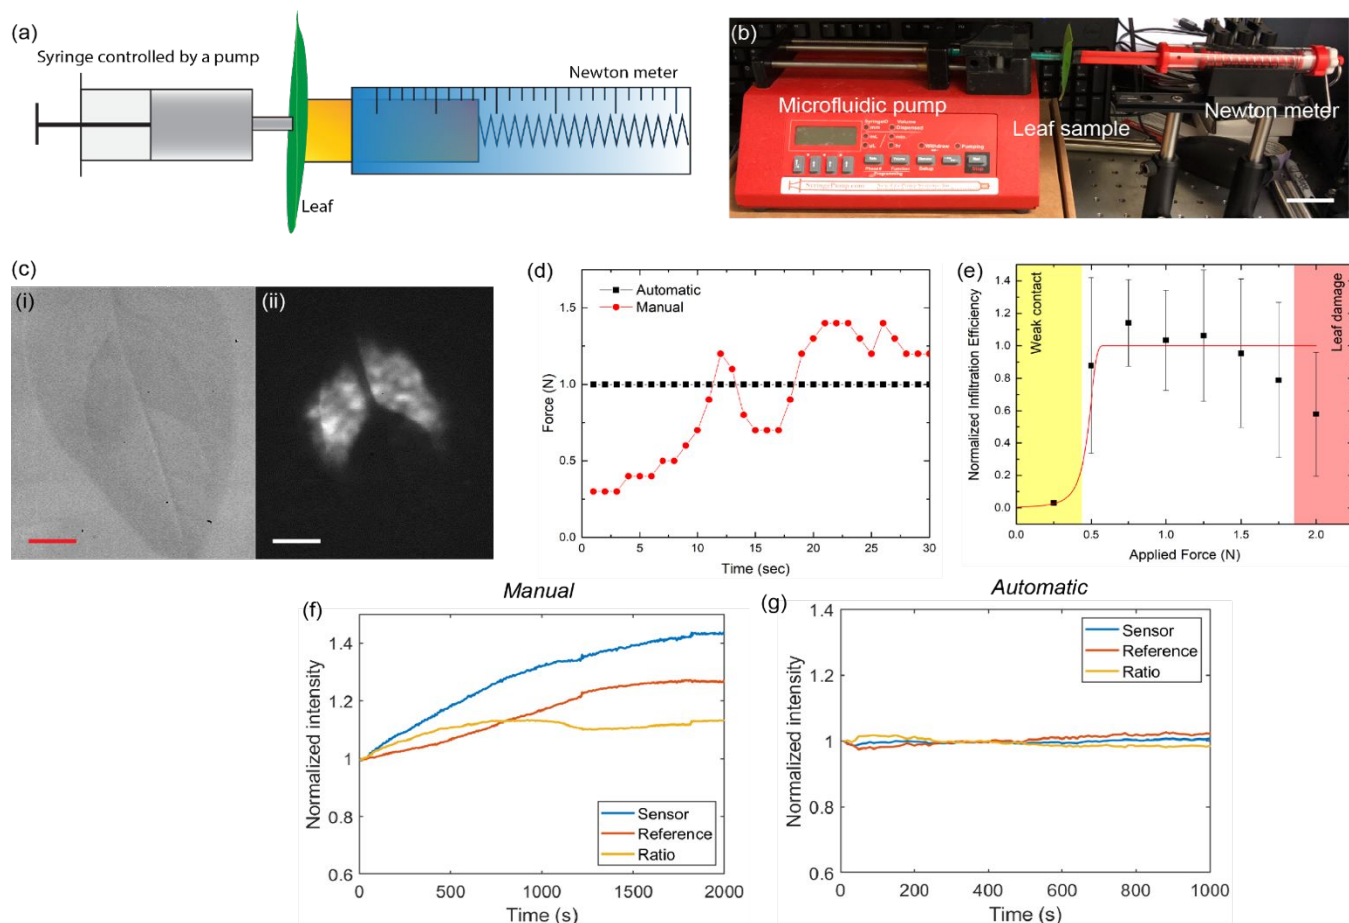 (a)
Syringe controlled by a pump
Newton meter
Leaf
(b)
Microfluidic pump
Leaf sample
Newton meter
(c)
(i)
(ii)
(d)
Automatic
Manual
1.5
1.0
0.5
0.0
Force (N)
0 5 10 15 20 25 30
Time (sec)
(e)
Weak contact
Leaf damage
Normalized Infiltration Efficiency
1.4
1.2
1.0
0.8
0.6
0.4
0.2
0.0
0.0 0.5 1.0 1.5 2.0
Applied Force (N)
Manual
(f)
Normalized intensity
1.4
1.2
1
0.8
0.6
Sensor
Reference
Ratio
0 500 1000 1500 2000
Time (s)
Automatic
(g)
Normalized intensity
1.4
1.2
1
0.8
0.6
Sensor
Reference
Ratio
0 200 400 600 800 1000
Time (s)